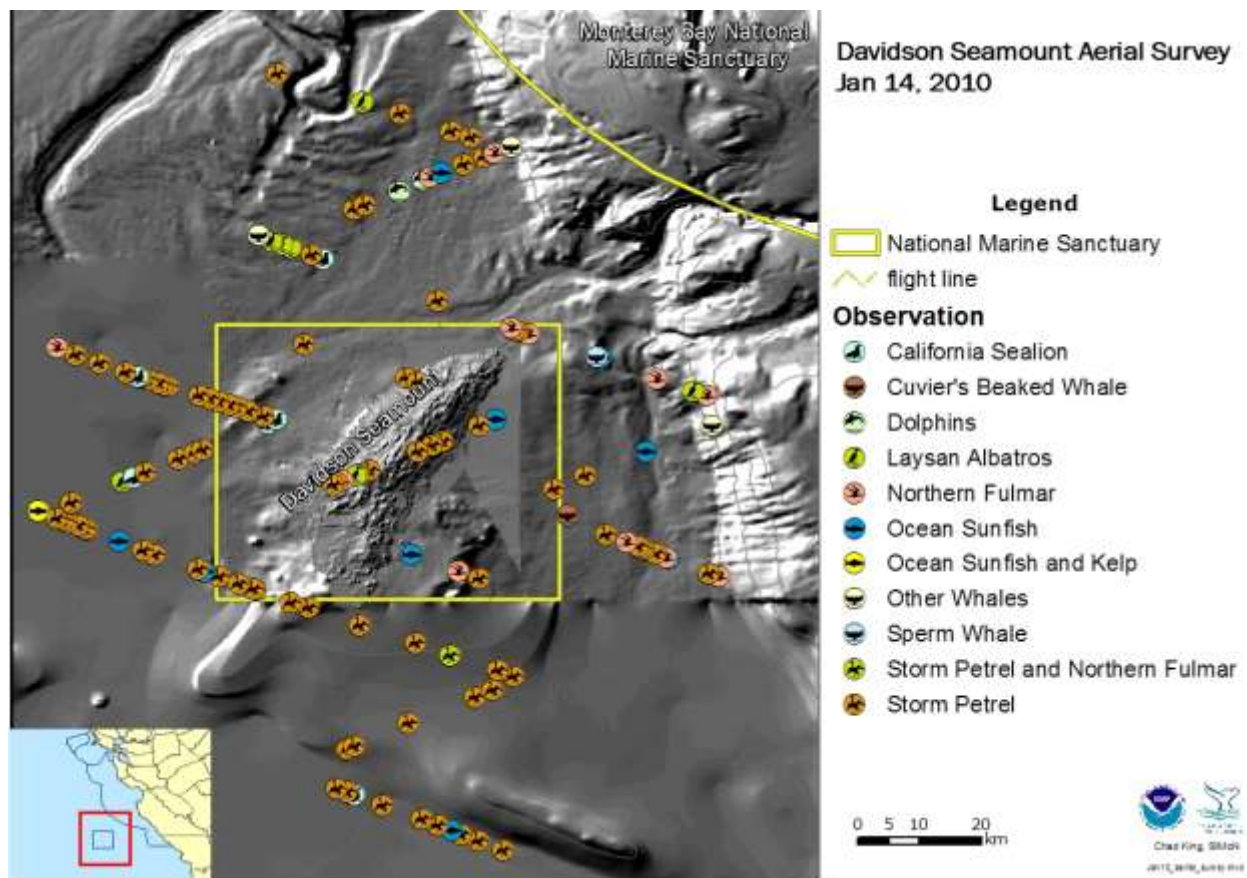 Monterey Bay National
Marine Sanctuary
Davidson Seamount
Davidson Seamount Aerial Survey
Jan 14, 2010
Legend
National Marine Sanctuary
flight line
Observation
California Sealion
Cuvier's Beaked Whale
Dolphins
Laysan Albatros
Northern Fulmar
Ocean Sunfish
Ocean Sunfish and Kelp
Other Whales
Sperm Whale
Storm Petrel and Northern Fulmar
Storm Petrel
0 5 10 20
km
Chad King, SIMoN